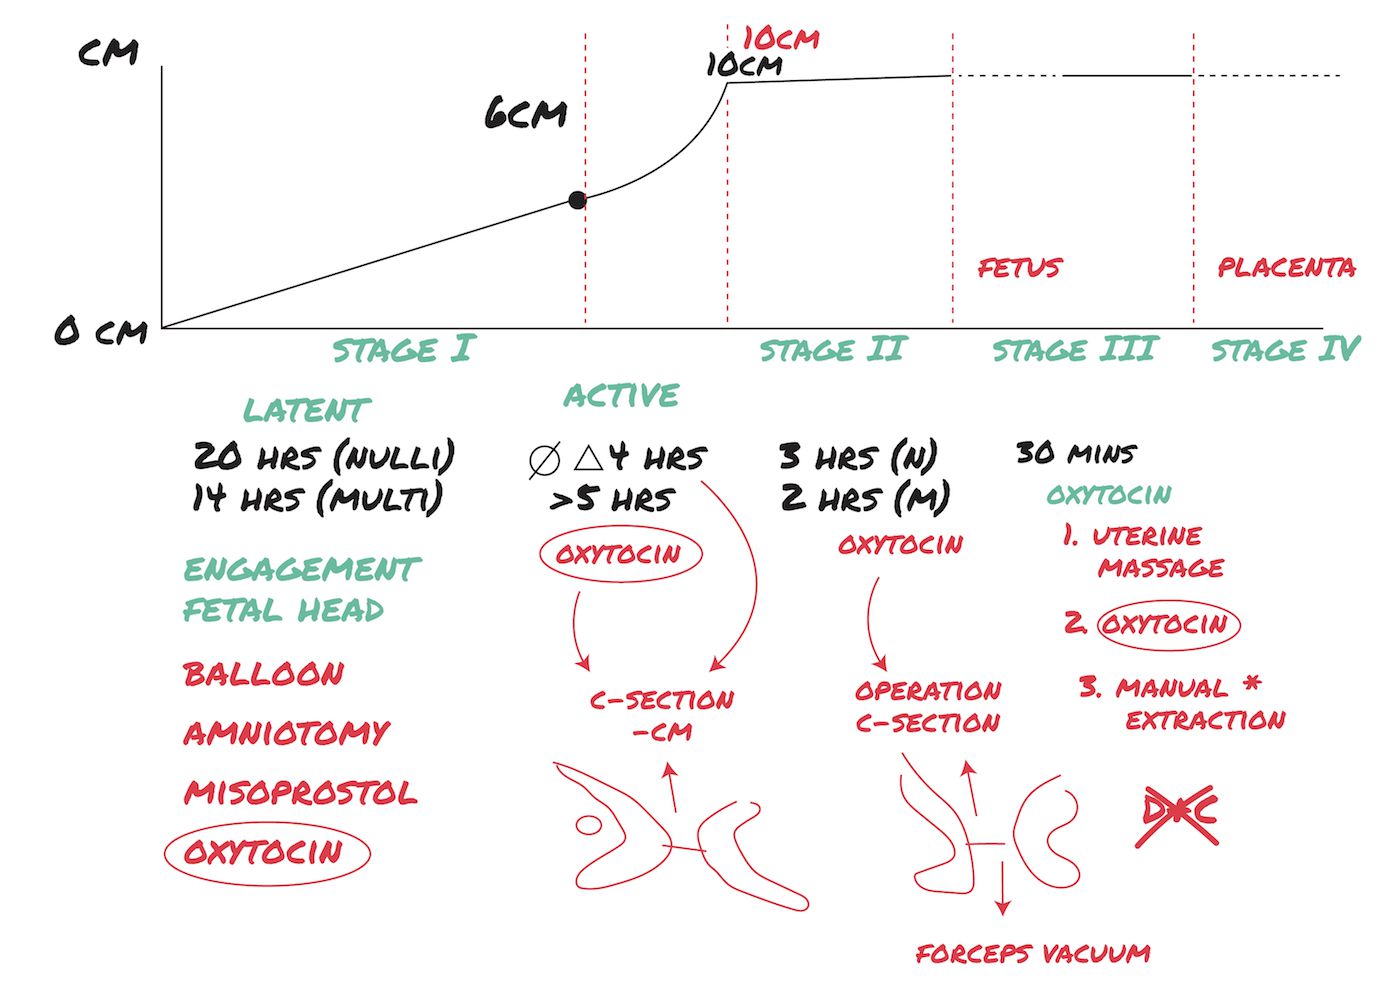 CM
10CM
10CM
6CM
FETUS
PLACENTA
0 CM
STAGE I
STAGE II
STAGE III
STAGE IV
LATENT
20 HRS (NULLI)
14 HRS (MULTI)
ENGAGEMENT
FETAL HEAD
BALLOON
AMNIOTOMY
MISOPROSTOL
OXYTOCIN
ACTIVE
∅ △4 HRS
>5 HRS
OXYTOCIN
C-SECTION
-CM
3 HRS (N)
2 HRS (M)
OXYTOCIN
OPERATION
C-SECTION
FORCEPS VACUUM
30 MINS
OXYTOCIN
1. UTERINE
MASSAGE
2. OXYTOCIN
3. MANUAL *
EXTRACTION
D+C